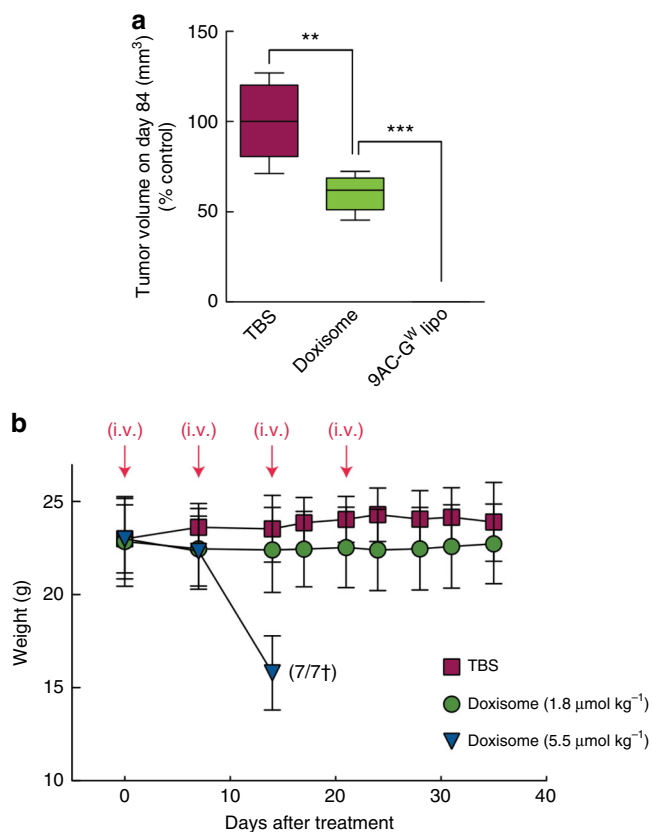 a
Tumor volume on day 84 (mm³)
(% control)
150
100
50
0
**
***
TBS
Doxisome
9AC-Gᵂ lipo
b
(i.v.) (i.v.) (i.v.) (i.v.)
Weight (g)
25
20
15
10
(7/7†)
TBS
Doxisome (1.8 μmol kg⁻¹)
Doxisome (5.5 μmol kg⁻¹)
0 10 20 30 40
Days after treatment